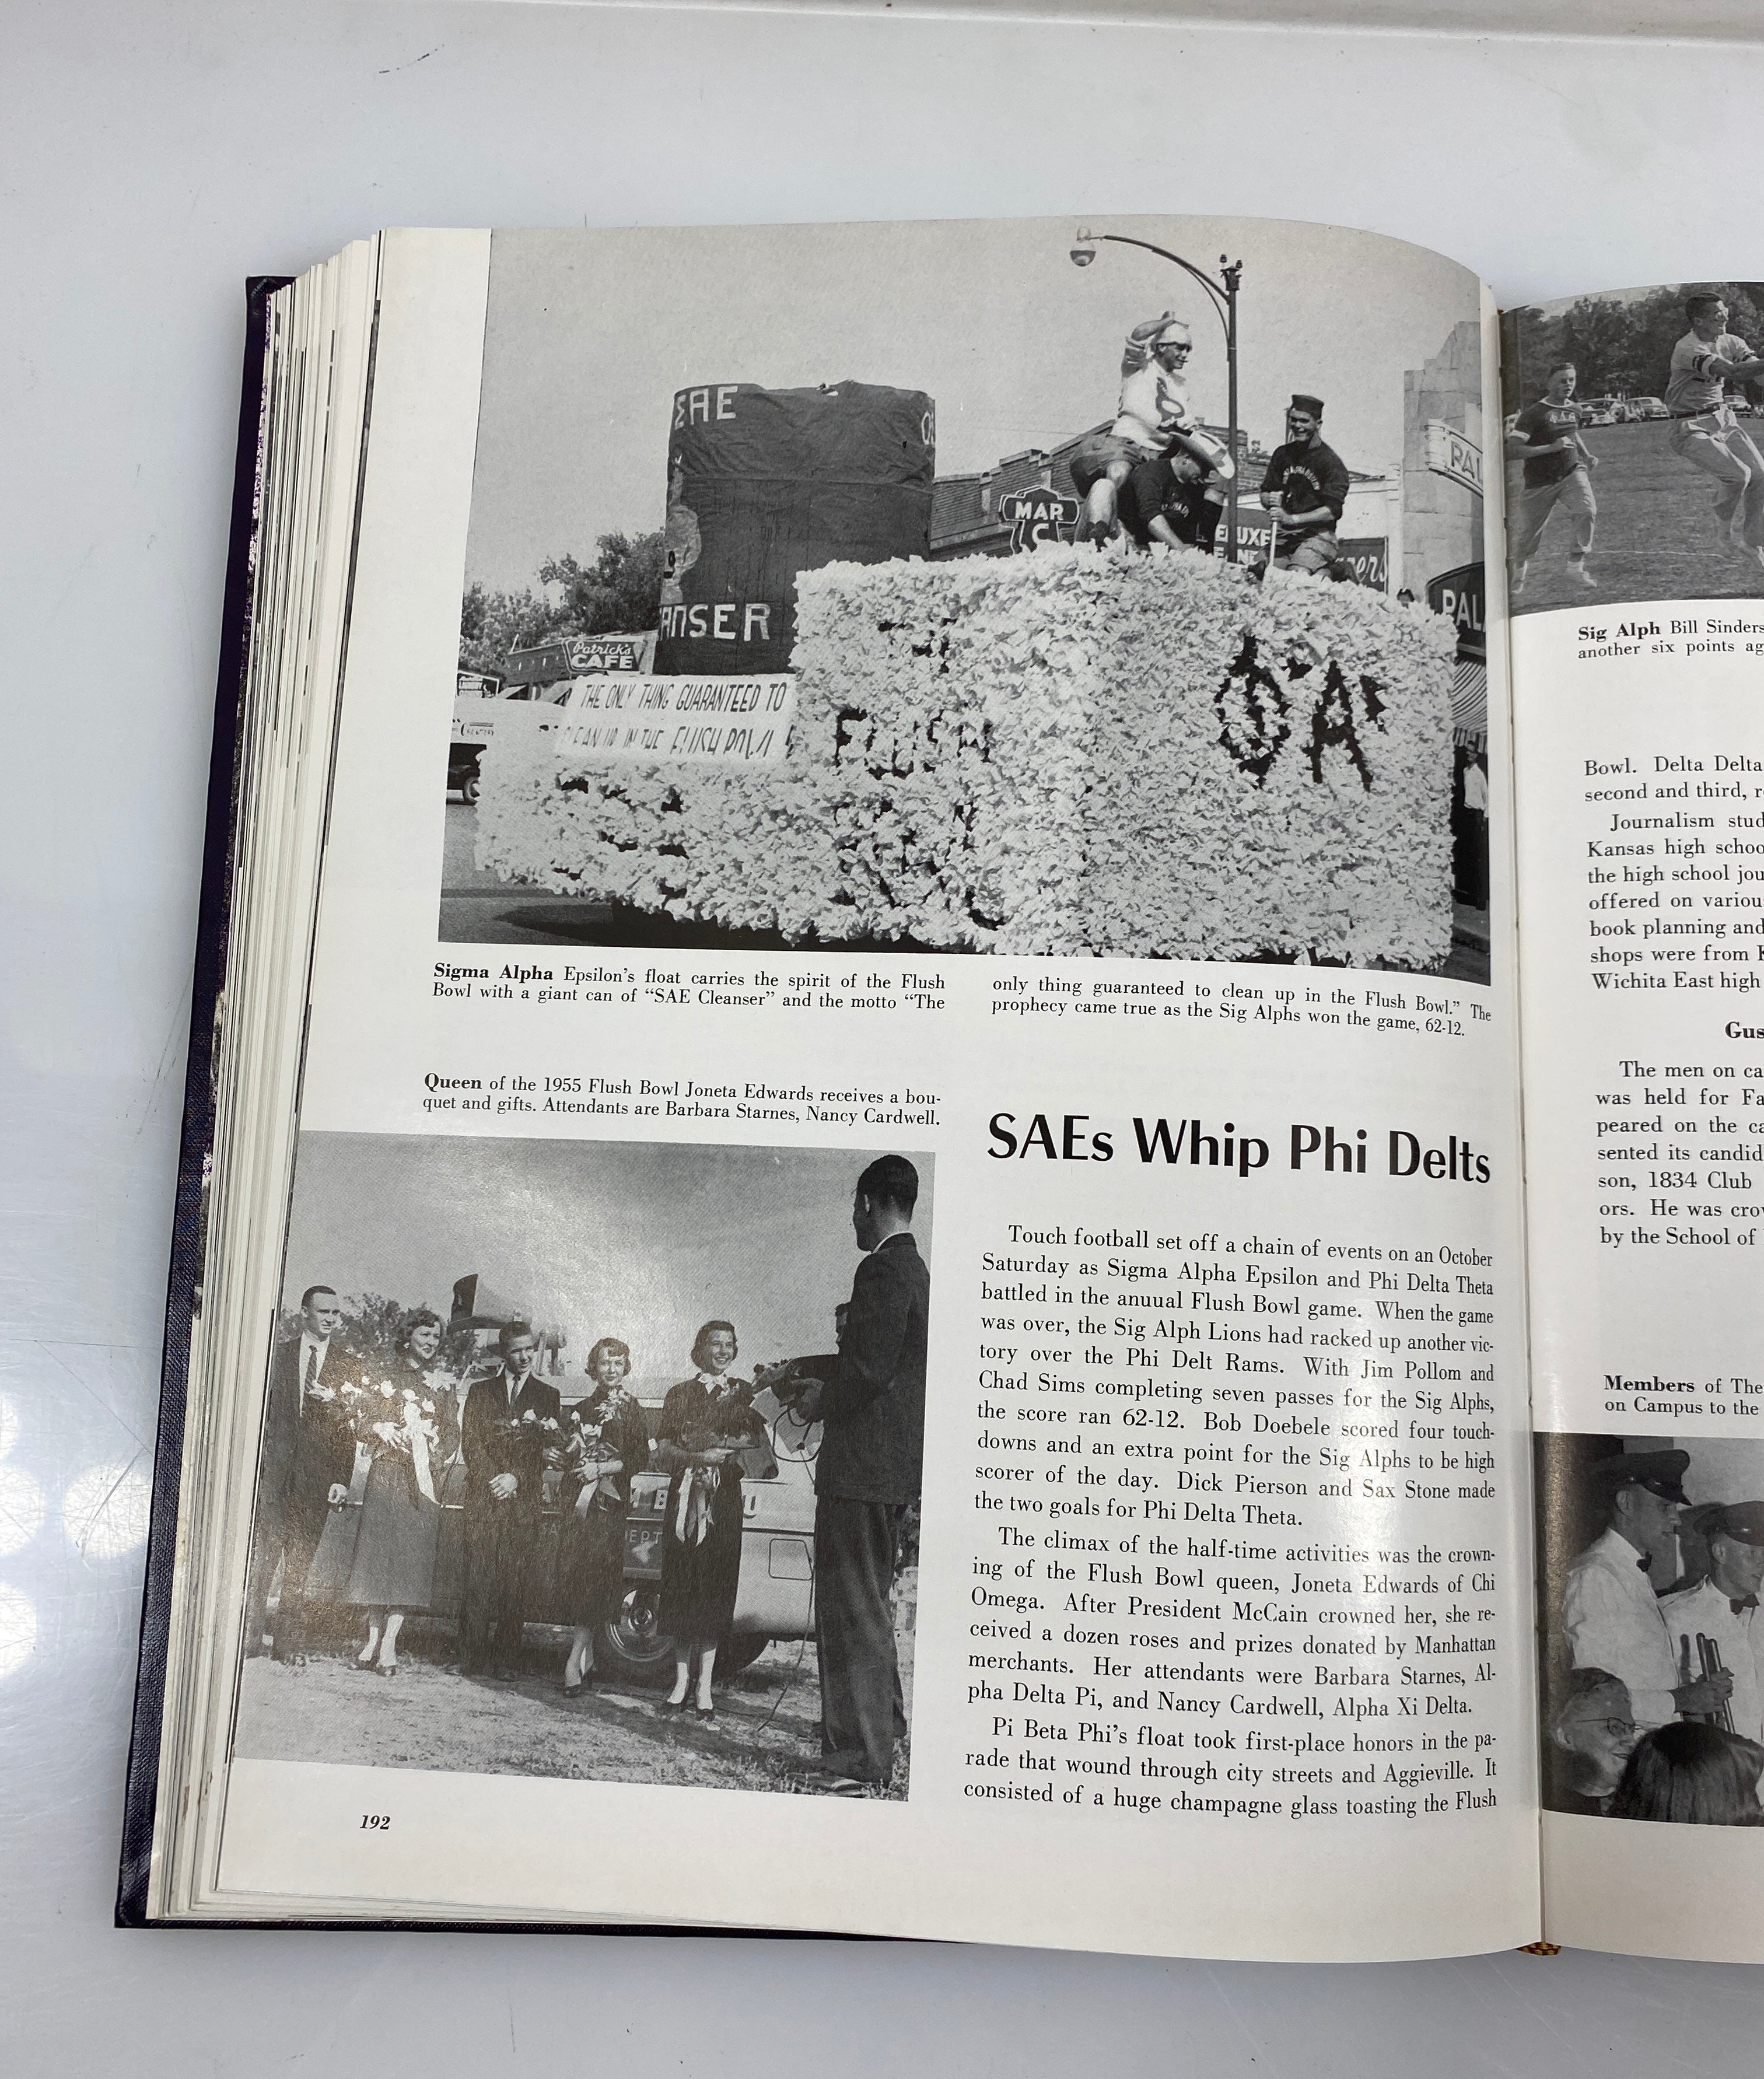 ΣAE
ANSER
MAR
S
EUXE
PAL
PAL
Patrick's
CAFE
THE ONLY THING GUARANTEED TO
CLEAN UP IN THE FLUSH BOWL
ΦΔΘ
Sigma Alpha Epsilon's float carries the spirit of the Flush
Bowl with a giant can of "SAE Cleanser" and the motto "The
only thing guaranteed to clean up in the Flush Bowl." The
prophecy came true as the Sig Alphs won the game, 62-12.
Queen of the 1955 Flush Bowl Joneta Edwards receives a bou-
quet and gifts. Attendants are Barbara Starnes, Nancy Cardwell.
DEPT
SAEs Whip Phi Delts
Touch football set off a chain of events on an October
Saturday as Sigma Alpha Epsilon and Phi Delta Theta
battled in the anuual Flush Bowl game. When the game
was over, the Sig Alph Lions had racked up another vic-
tory over the Phi Delt Rams. With Jim Pollom and
Chad Sims completing seven passes for the Sig Alphs,
the score ran 62-12. Bob Doebele scored four touch-
downs and an extra point for the Sig Alphs to be high
scorer of the day. Dick Pierson and Sax Stone made
the two goals for Phi Delta Theta.
The climax of the half-time activities was the crown-
ing of the Flush Bowl queen, Joneta Edwards of Chi
Omega. After President McCain crowned her, she re-
ceived a dozen roses and prizes donated by Manhattan
merchants. Her attendants were Barbara Starnes, Al-
pha Delta Pi, and Nancy Cardwell, Alpha Xi Delta.
Pi Beta Phi's float took first-place honors in the pa-
rade that wound through city streets and Aggieville. It
consisted of a huge champagne glass toasting the Flush
192
Sig Alph Bill Sinders
another six points ag
Bowl. Delta Delta
second and third, r
Journalism stud
Kansas high schoo
the high school jou
offered on variou
book planning and
shops were from K
Wichita East high
Gus
The men on ca
was held for Fa
peared on the ca
sented its candid
son, 1834 Club
ors. He was crov
by the School of
Members of The
on Campus to the